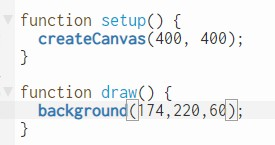 function setup() {
  createCanvas(400, 400);
}
function draw() {
  background(174,220,60);
}